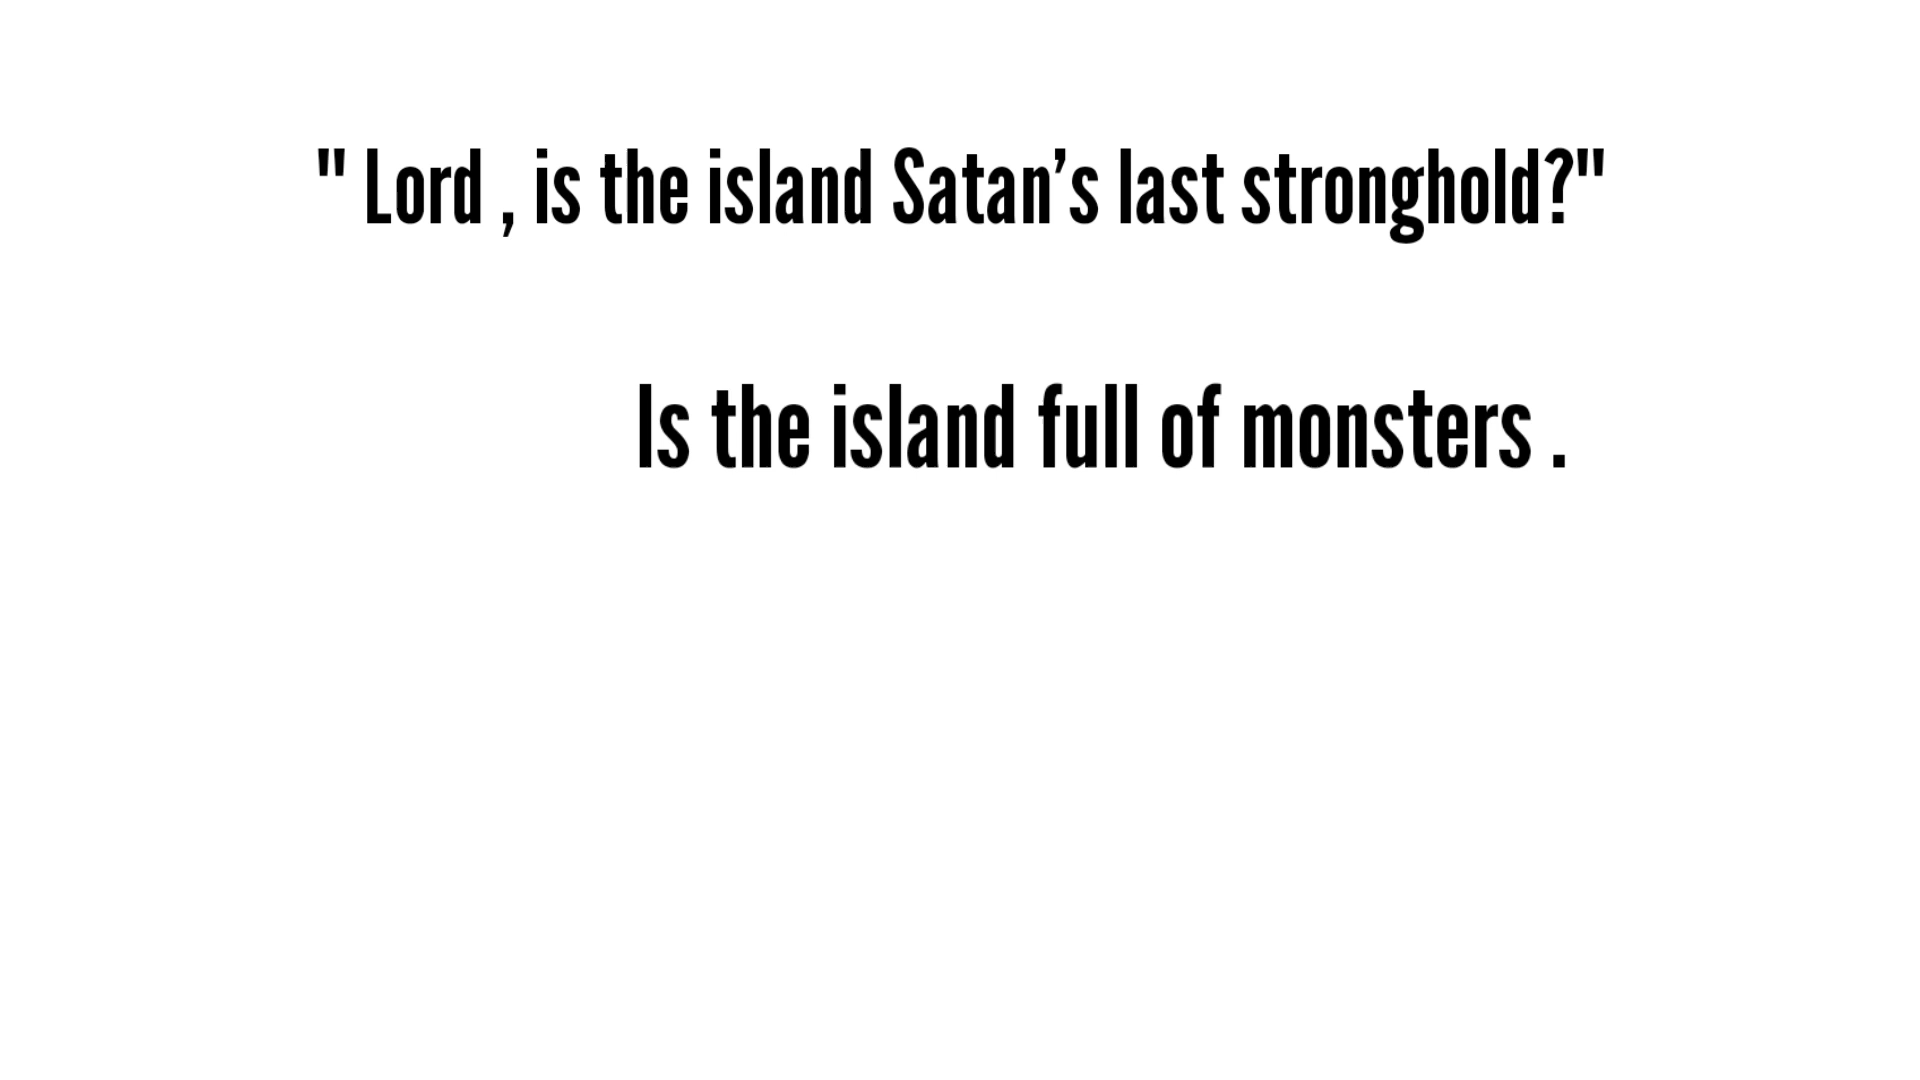 " Lord , is the island Satan’s last stronghold?"
Is the island full of monsters .